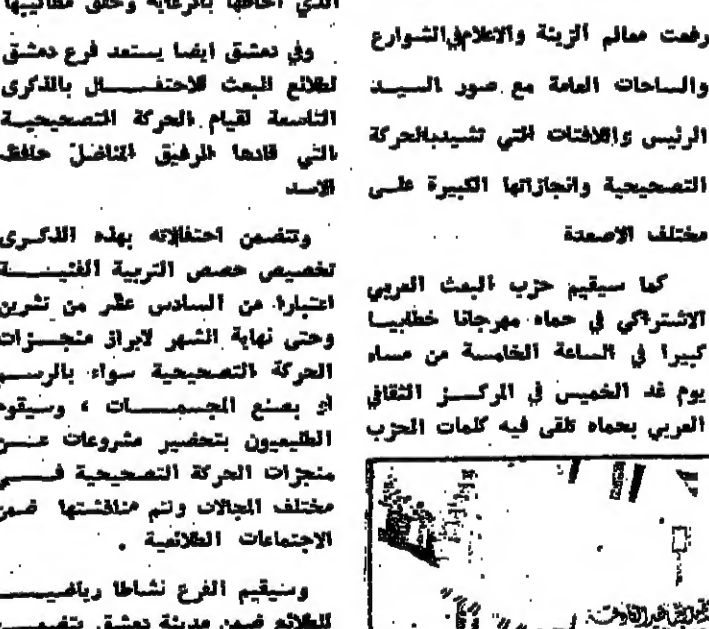 رفعت معالم الزينة والاعلام في الشوارع
والساحات العامة مع صور السيد
الرئيس واللافتات التي تشيد بالحركة
التصحيحية وانجازاتها الكبيرة على
مختلف الاصعدة
كما سيقيم حزب البعث العربي
الاشتراكي في حماه مهرجانا خطابيا
كبيرا في الساعة الخامسة من مساء
يوم غد الخميس في المركز الثقافي
العربي بحماه تلقى فيه كلمات الحزب
الذي احاطها بالرعاية وحقق مطاليبها
وفي دمشق ايضا يستعد فرع دمشق
لطلائع البعث للاحتفال بالذكرى
التاسعة لقيام الحركة التصحيحية
التي قادها الرفيق المناضل حافظ
الاسد
وتتضمن احتفالاته بهذه الذكرى
تخصيص حصص التربية الفنية
اعتبارا من السادس عشر من تشرين
وحتى نهاية الشهر لابراز منجزات
الحركة التصحيحية سواء بالرسم
أو بصنع المجسمات ، وسيقوم
الطليعيون بتحضير مشروعات عن
منجزات الحركة التصحيحية في
مختلف المجالات وتتم مناقشتها ضمن
الاجتماعات الطلائعية .
وسيقيم الفرع نشاطا رياضيا
للطلائع ضمن مدينة دمشق يتضمن